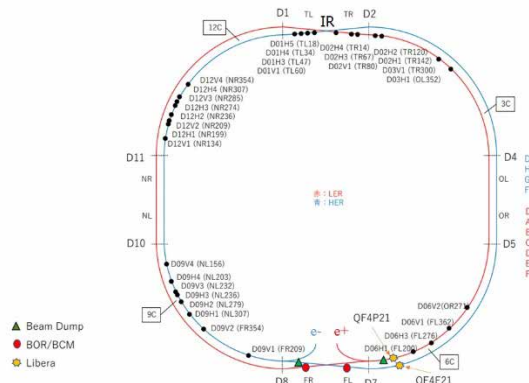 12C
D1
TL
IR
TR
D2
D01H5 (TL18)
D01H4 (TL34)
D01H3 (TL47)
D01V1 (TL60)
D02H4 (TR14)
D02H3 (TR67)
D02V1 (TR80)
D02H2 (TR120)
D02H1 (TR142)
D03V1 (TR300)
D03H1 (OL352)
3C
D12V4 (NR354)
D12H4 (NR307)
D12V3 (NR285)
D12H3 (NR274)
D12H2 (NR236)
D12V2 (NR209)
D12H1 (NR199)
D12V1 (NR134)
D11
NR
NL
D10
D4
OL
OR
D5
赤：LER
青：HER
D09V4 (NL156)
D09H4 (NL203)
D09V3 (NL232)
D09H3 (NL236)
D09H2 (NL279)
D09H1 (NL307)
D09V2 (FR354)
D09V1 (FR209)
9C
D06V2(OR271)
D06V1 (FL362)
D06H3 (FL276)
D06H1 (FL200)
QF4P21
6C
e-
e+
D8
FR
FL
D7
Beam Dump
BOR/BCM
Libera